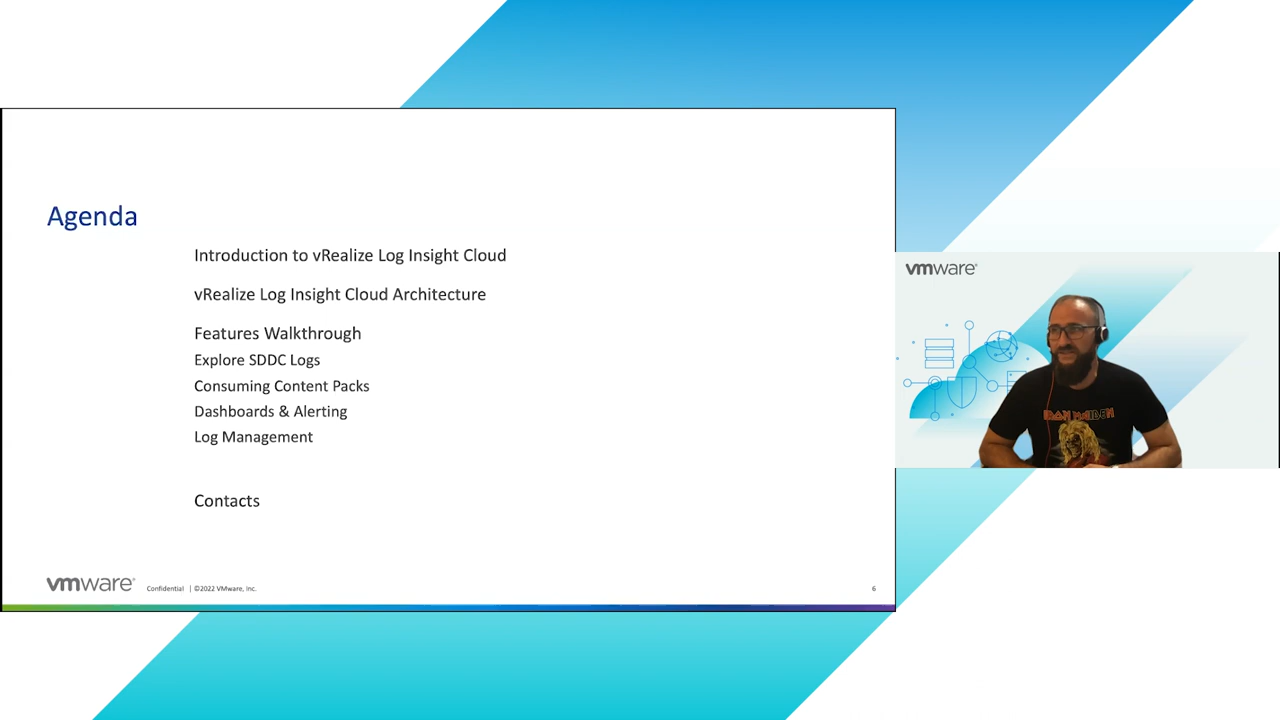 Agenda
Introduction to vRealize Log Insight Cloud
vRealize Log Insight Cloud Architecture
Features Walkthrough
Explore SDDC Logs
Consuming Content Packs
Dashboards & Alerting
Log Management
Contacts
vmware®
Confidential | ©2022 VMware, Inc.
6
vmware®
IRON MAIDEN